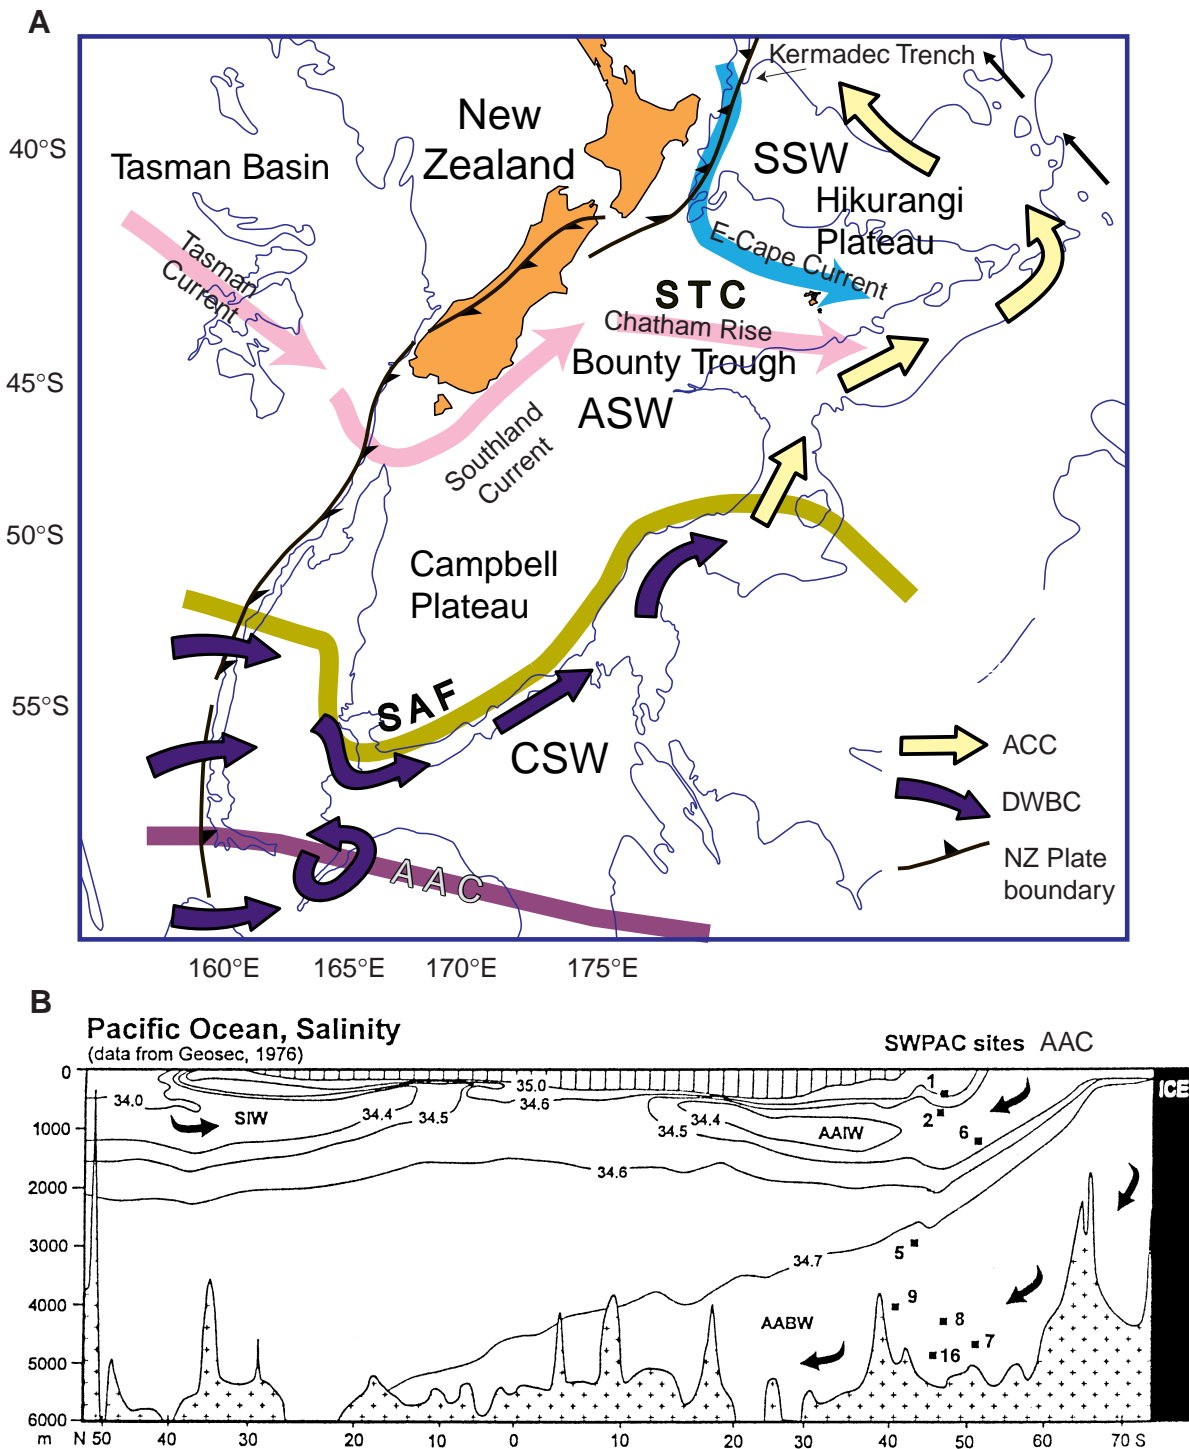 A
Kermadec Trench
New
Zealand
40°S
Tasman Basin
SSW
Hikurangi
Plateau
Tasman
Current
E-Cape Current
STC
Chatham Rise
Bounty Trough
45°S
ASW
Southland
Current
50°S
Campbell
Plateau
55°S
SAF
CSW
ACC
DWBC
NZ Plate
boundary
AAC
160°E 165°E 170°E 175°E
B
Pacific Ocean, Salinity
(data from Geosec, 1976)
SWPAC sites AAC
0
35.0
1
ICE
34.0
SIW
34.4
34.5
34.6
34.5
34.4
AAIW
2
6
1000
34.6
2000
3000
34.7
5
4000
9
AABW
8
7
16
5000
6000
m N 50 40 30 20 10 0 10 20 30 40 50 60 70 S